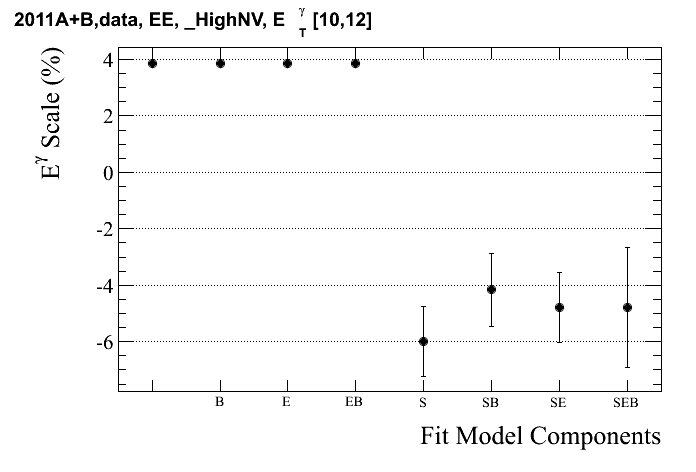 2011A+B,data, EE, _HighNV, E γ T [10,12]
E^γ Scale (%)
4
2
0
-2
-4
-6
B E EB S SB SE SEB
Fit Model Components